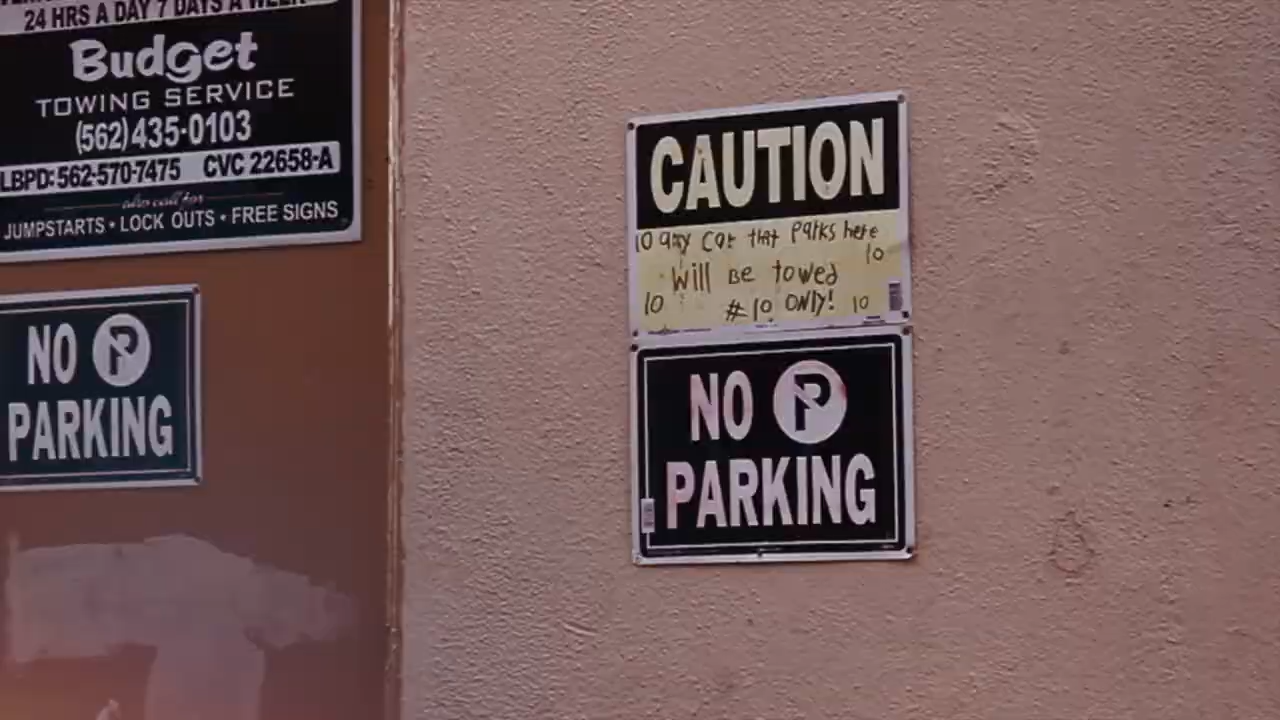 24 HRS A DAY 7 DAYS A WEEK
Budget
TOWING SERVICE
(562)435-0103
LBPD: 562-570-7475 CVC 22658-A
also call for
JUMPSTARTS • LOCK OUTS • FREE SIGNS
NO P
PARKING
CAUTION
10 any Car that Parks here
10
Will Be towed
10 #10 ONLY! 10
NO P
PARKING